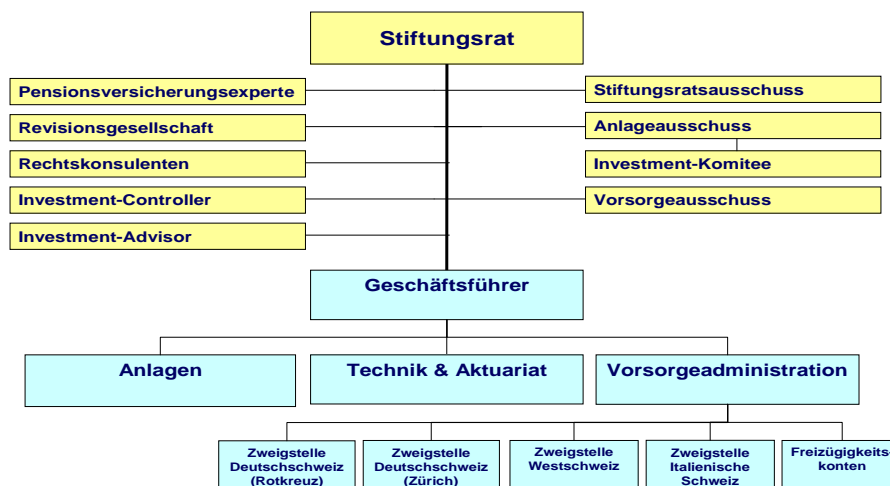 Stiftungsrat
Pensionsversicherungsexperte
Revisionsgesellschaft
Rechtskonsulenten
Investment-Controller
Investment-Advisor
Stiftungsratsausschuss
Anlageausschuss
Investment-Komitee
Vorsorgeausschuss
Geschäftsführer
Anlagen
Technik & Aktuariat
Vorsorgeadministration
Zweigstelle
Deutschschweiz
(Rotkreuz)
Zweigstelle
Deutschschweiz
(Zürich)
Zweigstelle
Westschweiz
Zweigstelle
Italienische
Schweiz
Freizügigkeits-
konten